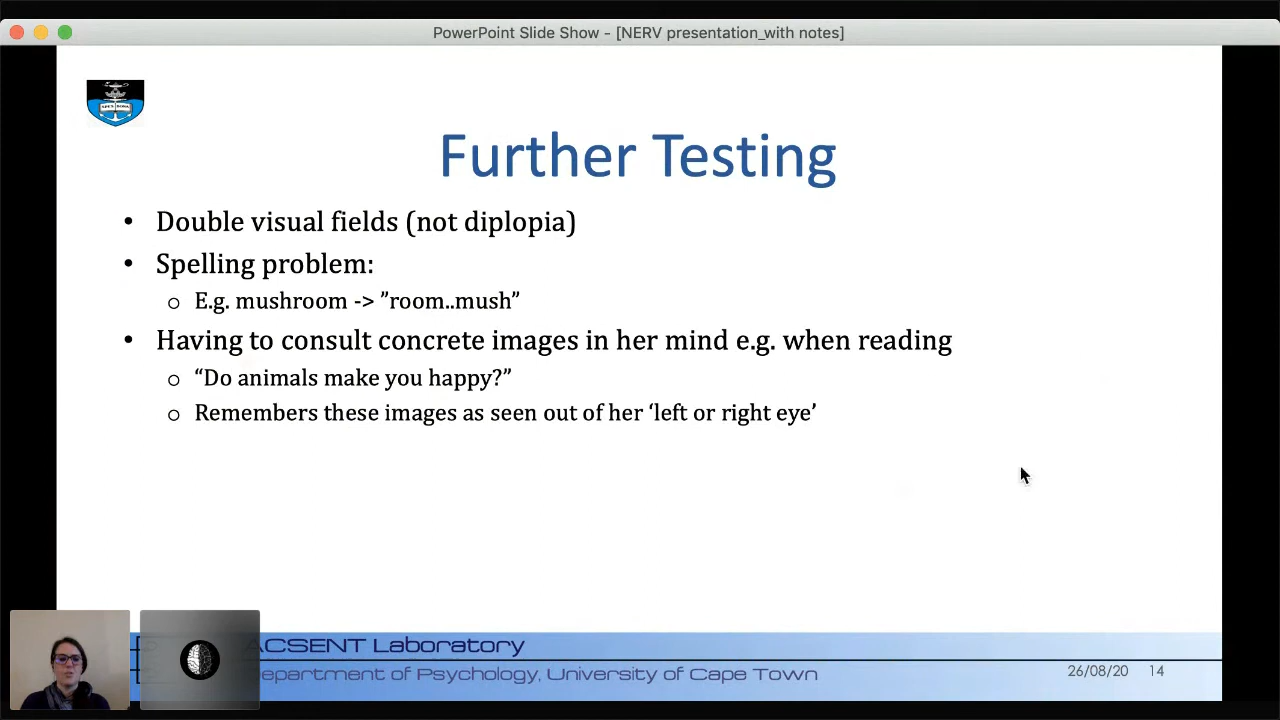 PowerPoint Slide Show - [NERV presentation_with notes]
Further Testing
• Double visual fields (not diplopia)
• Spelling problem:
o E.g. mushroom -> ”room..mush”
• Having to consult concrete images in her mind e.g. when reading
o “Do animals make you happy?”
o Remembers these images as seen out of her ‘left or right eye’
ACSENT Laboratory
epartment of Psychology, University of Cape Town
26/08/20 14